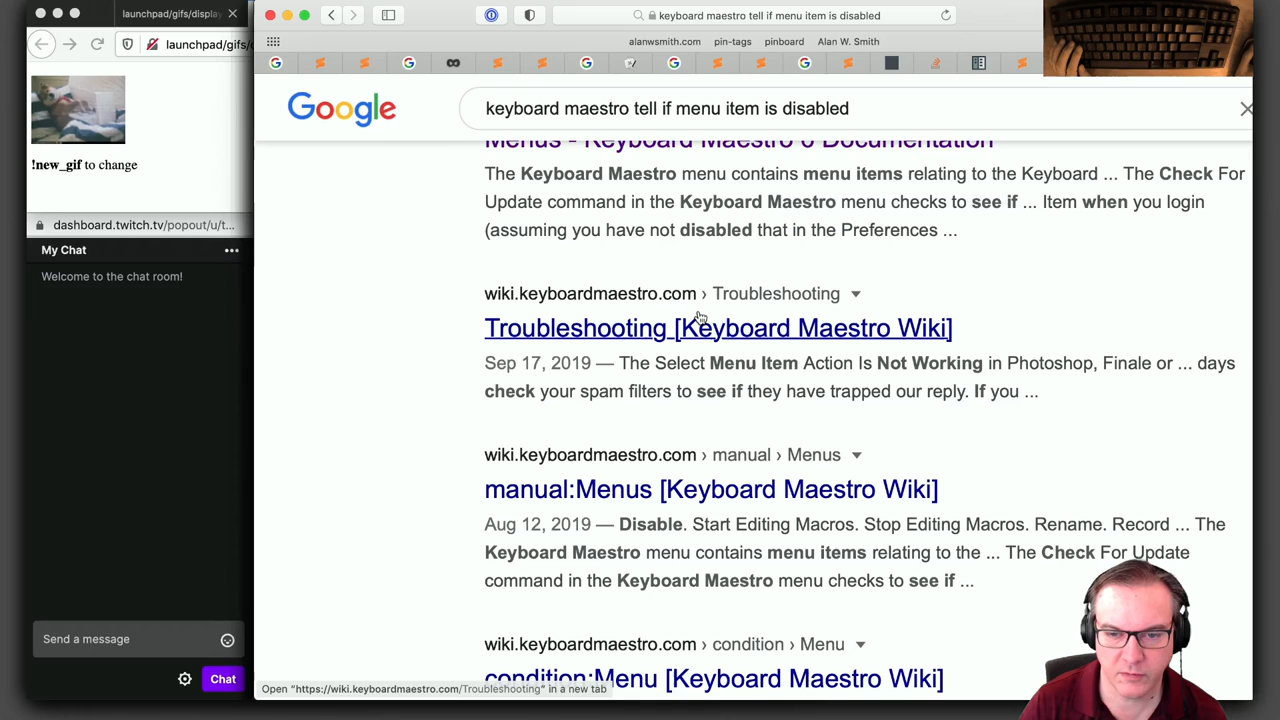 launchpad/gifs/displa
launchpad/gifs/
!new_gif to change
dashboard.twitch.tv/popout/u/t...
My Chat
Welcome to the chat room!
Send a message
Chat
keyboard maestro tell if menu item is disabled
alanwsmith.com
pin-tags
pinboard
Alan W. Smith
Google
keyboard maestro tell if menu item is disabled
Menus - Keyboard Maestro 6 Documentation
The Keyboard Maestro menu contains menu items relating to the Keyboard ... The Check For
Update command in the Keyboard Maestro menu checks to see if ... Item when you login
(assuming you have not disabled that in the Preferences ...
wiki.keyboardmaestro.com › Troubleshooting
Troubleshooting [Keyboard Maestro Wiki]
Sep 17, 2019 — The Select Menu Item Action Is Not Working in Photoshop, Finale or ... days
check your spam filters to see if they have trapped our reply. If you ...
wiki.keyboardmaestro.com › manual › Menus
manual:Menus [Keyboard Maestro Wiki]
Aug 12, 2019 — Disable. Start Editing Macros. Stop Editing Macros. Rename. Record ... The
Keyboard Maestro menu contains menu items relating to the ... The Check For Update
command in the Keyboard Maestro menu checks to see if ...
wiki.keyboardmaestro.com › condition › Menu
condition:Menu [Keyboard Maestro Wiki]
Open "https://wiki.keyboardmaestro.com/Troubleshooting" in a new tab